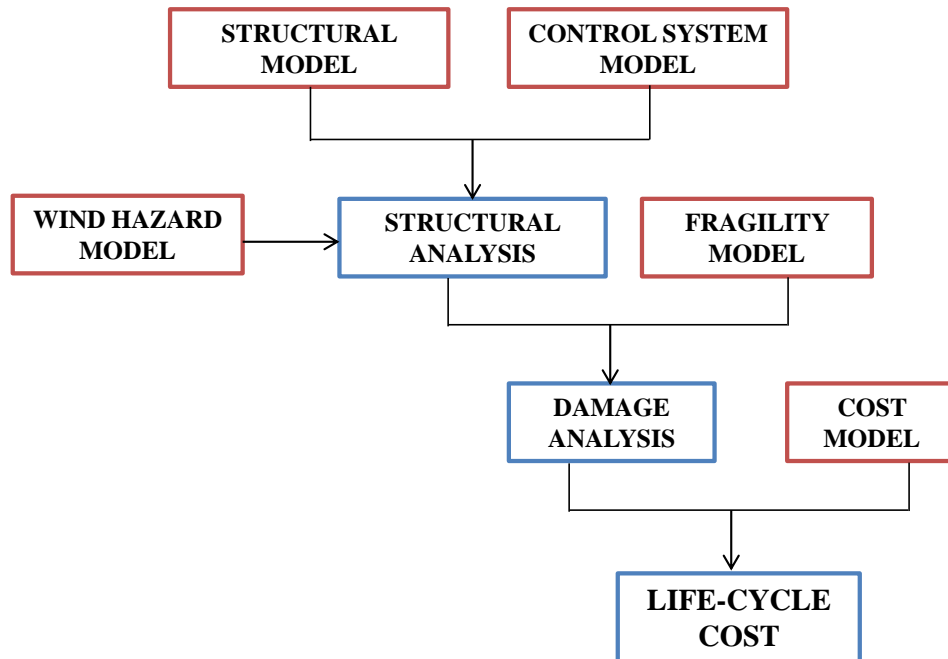 STRUCTURAL
MODEL
CONTROL SYSTEM
MODEL
WIND HAZARD
MODEL
STRUCTURAL
ANALYSIS
FRAGILITY
MODEL
DAMAGE
ANALYSIS
COST
MODEL
LIFE-CYCLE
COST